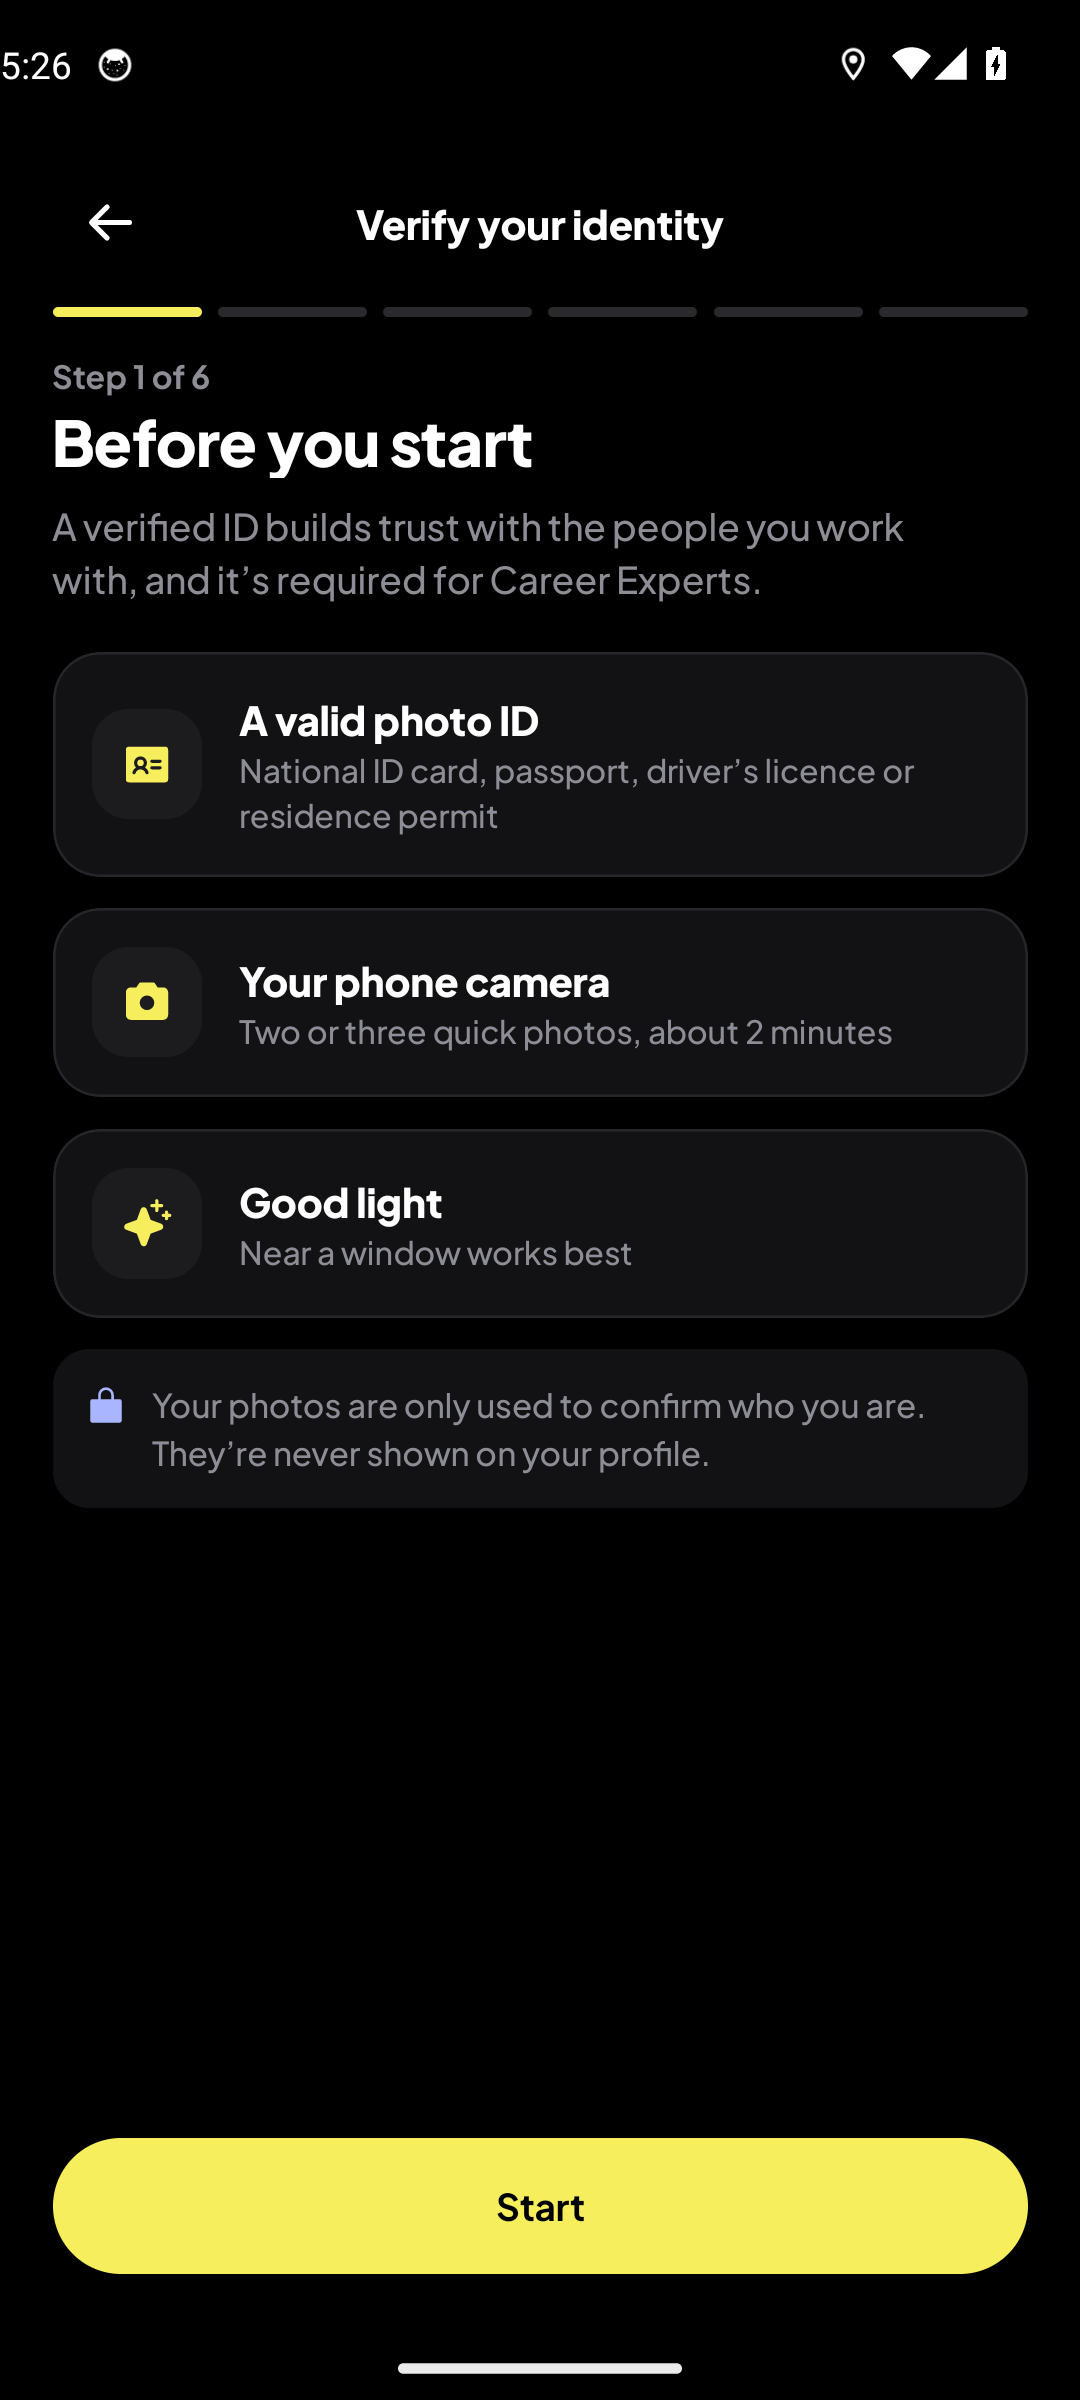 5:26
Verify your identity
Step 1 of 6
Before you start
A verified ID builds trust with the people you work
with, and it’s required for Career Experts.
A valid photo ID
National ID card, passport, driver’s licence or
residence permit
Your phone camera
Two or three quick photos, about 2 minutes
Good light
Near a window works best
Your photos are only used to confirm who you are.
They’re never shown on your profile.
Start